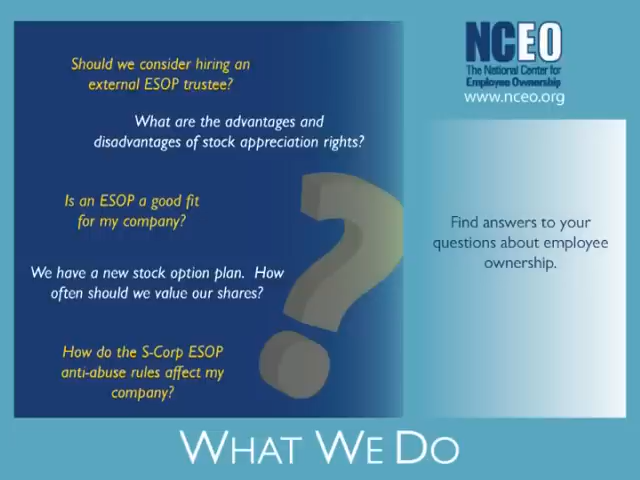 Should we consider hiring an
external ESOP trustee?
What are the advantages and
disadvantages of stock appreciation rights?
Is an ESOP a good fit
for my company?
We have a new stock option plan. How
often should we value our shares?
How do the S-Corp ESOP
anti-abuse rules affect my
company?
NCEO
The National Center for
Employee Ownership
www.nceo.org
Find answers to your
questions about employee
ownership.
WHAT WE DO